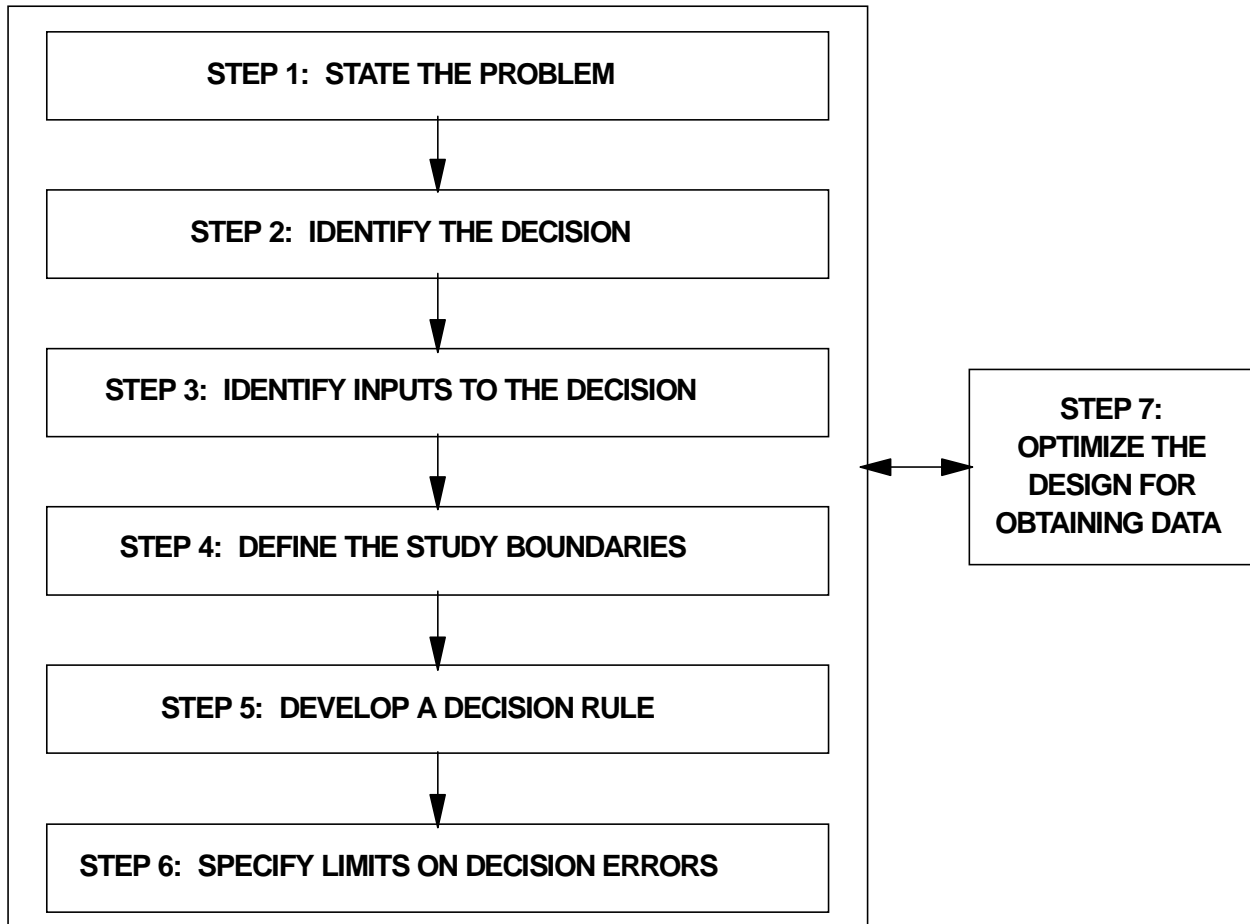 STEP 1: STATE THE PROBLEM
STEP 2: IDENTIFY THE DECISION
STEP 3: IDENTIFY INPUTS TO THE DECISION
STEP 4: DEFINE THE STUDY BOUNDARIES
STEP 5: DEVELOP A DECISION RULE
STEP 6: SPECIFY LIMITS ON DECISION ERRORS
STEP 7:
OPTIMIZE THE
DESIGN FOR
OBTAINING DATA